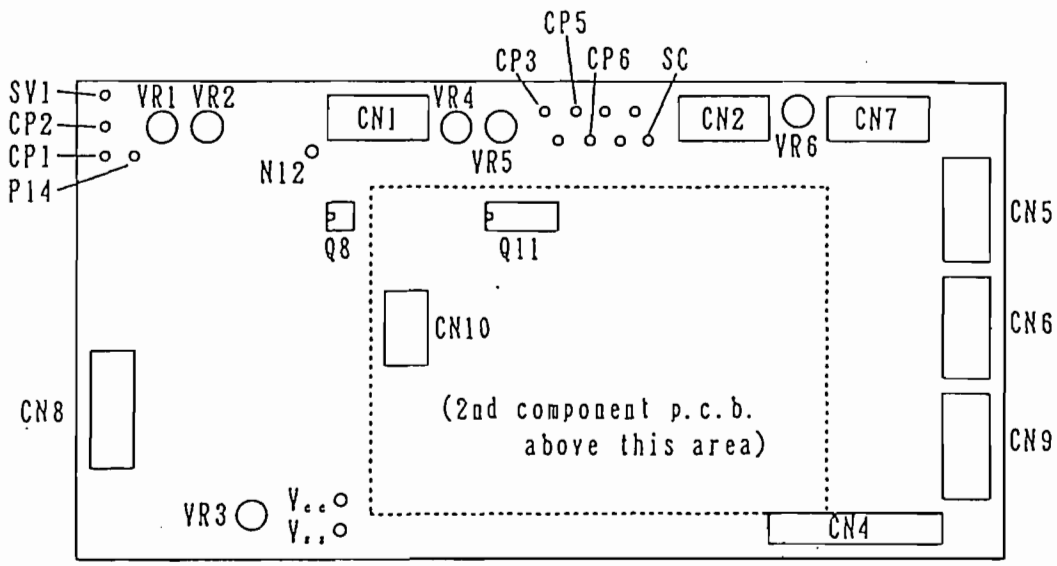 CP5
CP3
CP6
SC
SV1
VR1
VR2
CN1
VR4
CN2
CN7
CP2
VR5
VR6
CP1
N12
P14
CN5
Q8
Q11
CN10
CN6
CN8
(2nd component p.c.b.
above this area)
CN9
Vcc
VR3
Vss
CN4